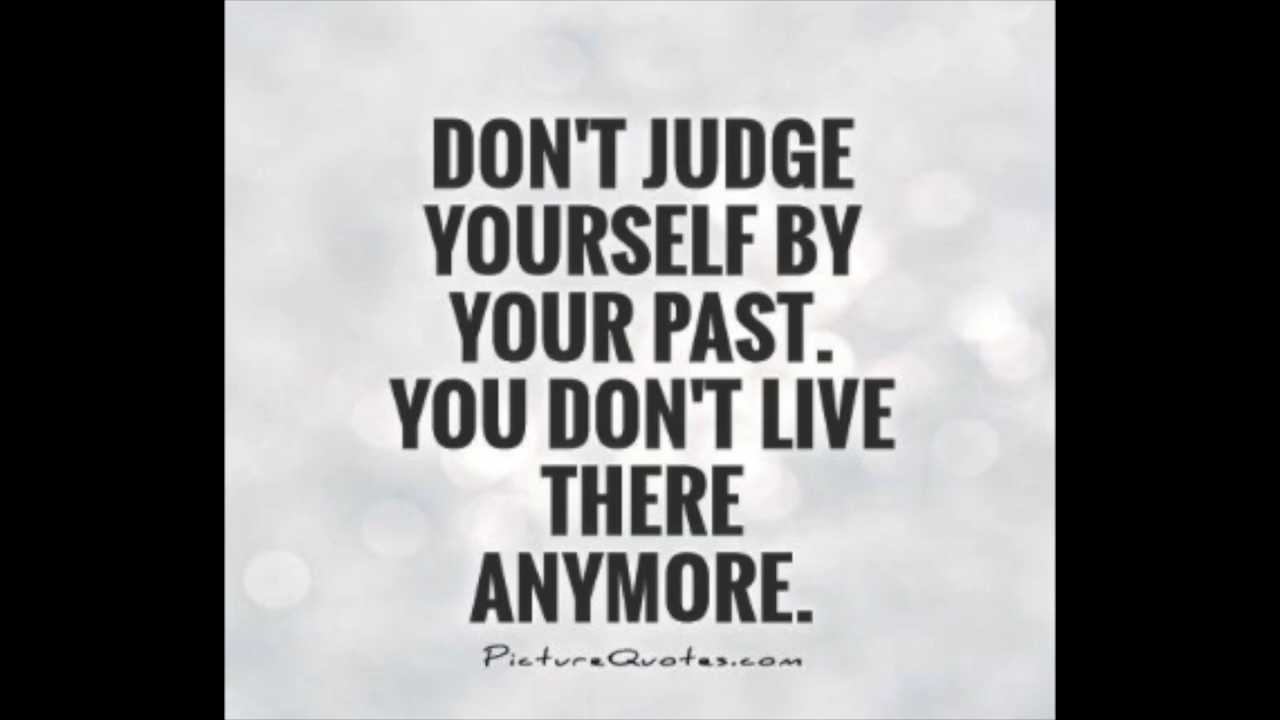 DON'T JUDGE
YOURSELF BY
YOUR PAST.
YOU DON'T LIVE
THERE
ANYMORE.
PictureQuotes.com